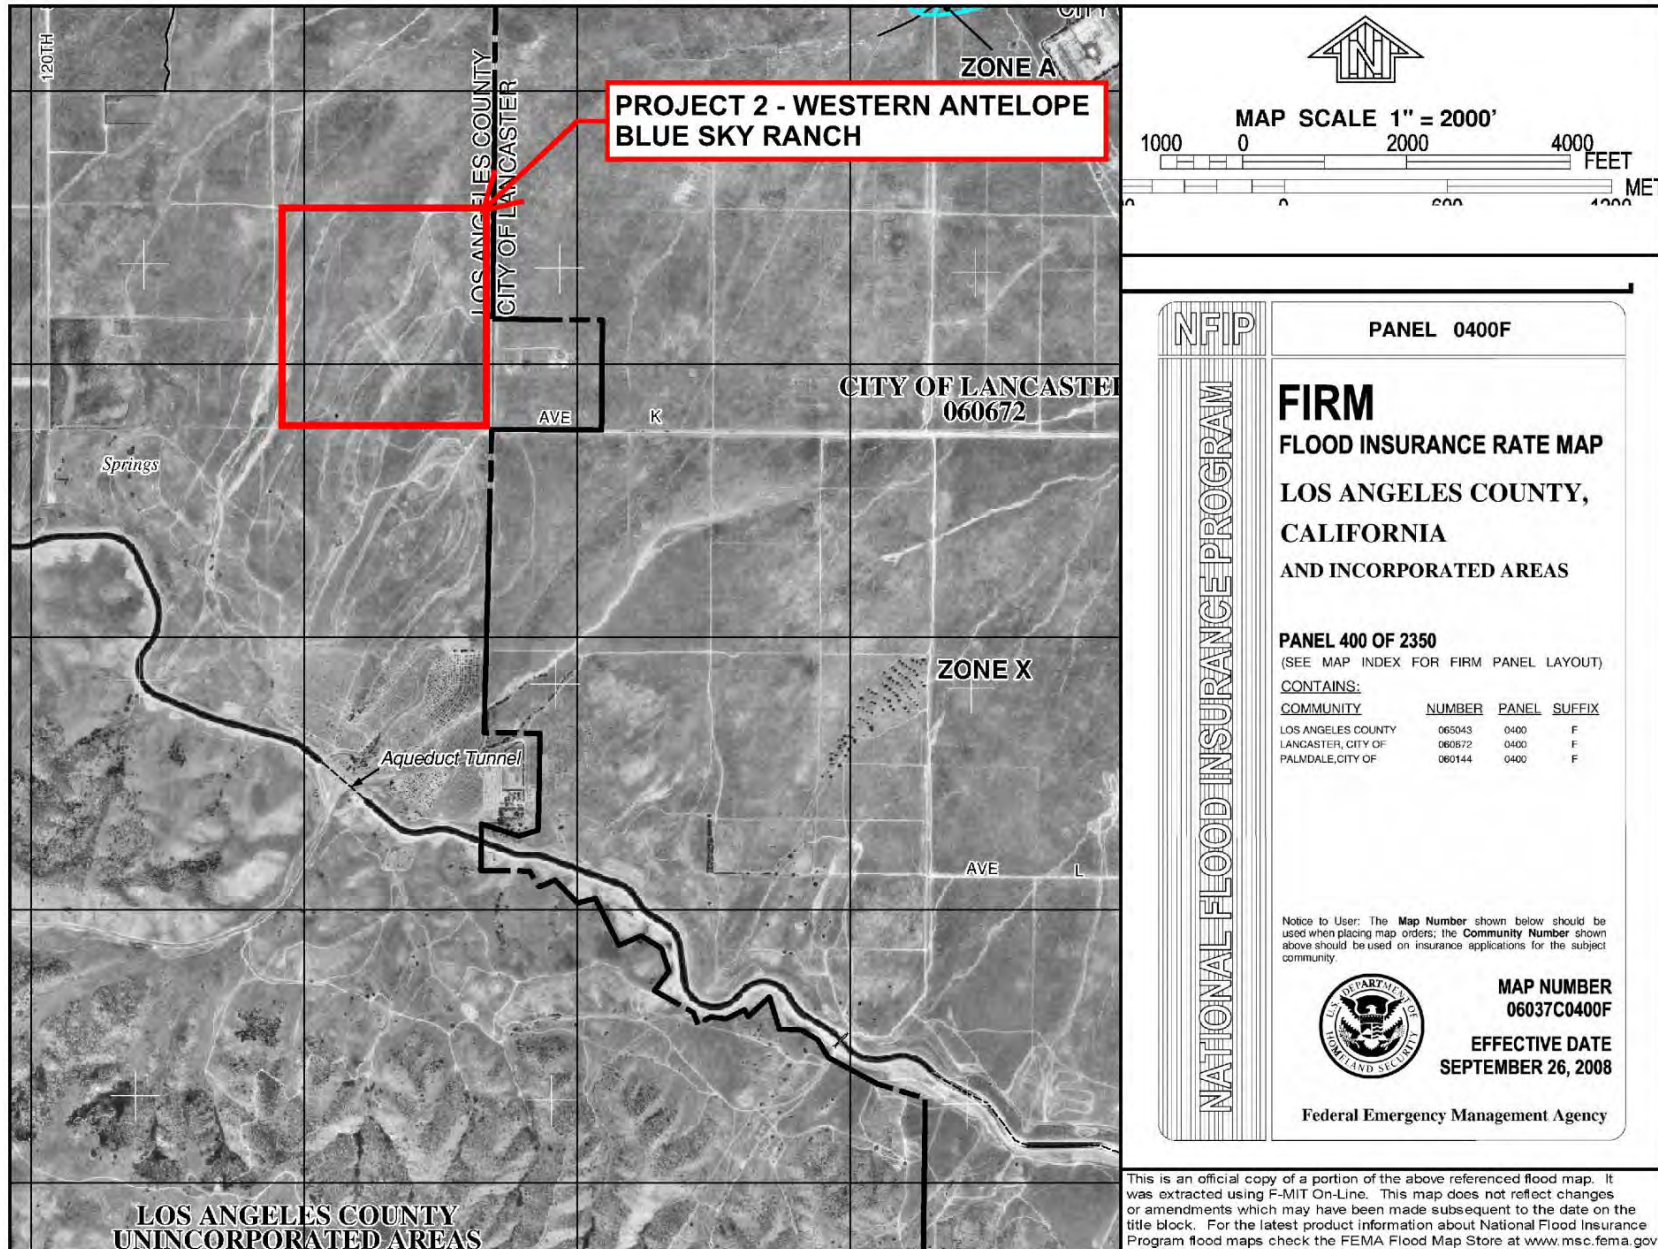 120TH
LOS ANGELES COUNTY
CITY OF LANCASTER
ZONE A
PROJECT 2 - WESTERN ANTELOPE
BLUE SKY RANCH
CITY OF LANCASTE
060672
AVE K
Springs
ZONE X
Aqueduct Tunnel
AVE L
LOS ANGELES COUNTY
UNINCORPORATED AREAS
N
MAP SCALE 1" = 2000'
1000 0 2000 4000
FEET
MET
0 600 1200
NFIP
PANEL 0400F
NATIONAL FLOOD INSURANCE PROGRAM
FIRM
FLOOD INSURANCE RATE MAP
LOS ANGELES COUNTY,
CALIFORNIA
AND INCORPORATED AREAS
PANEL 400 OF 2350
(SEE MAP INDEX FOR FIRM PANEL LAYOUT)
CONTAINS:
COMMUNITY NUMBER PANEL SUFFIX
LOS ANGELES COUNTY 065043 0400 F
LANCASTER, CITY OF 060672 0400 F
PALMDALE,CITY OF 060144 0400 F
Notice to User: The Map Number shown below should be
used when placing map orders; the Community Number shown
above should be used on insurance applications for the subject
community.
U.S. DEPARTMENT OF
HOMELAND SECURITY
MAP NUMBER
06037C0400F
EFFECTIVE DATE
SEPTEMBER 26, 2008
Federal Emergency Management Agency
This is an official copy of a portion of the above referenced flood map. It
was extracted using F-MIT On-Line. This map does not reflect changes
or amendments which may have been made subsequent to the date on the
title block. For the latest product information about National Flood Insurance
Program flood maps check the FEMA Flood Map Store at www.msc.fema.gov